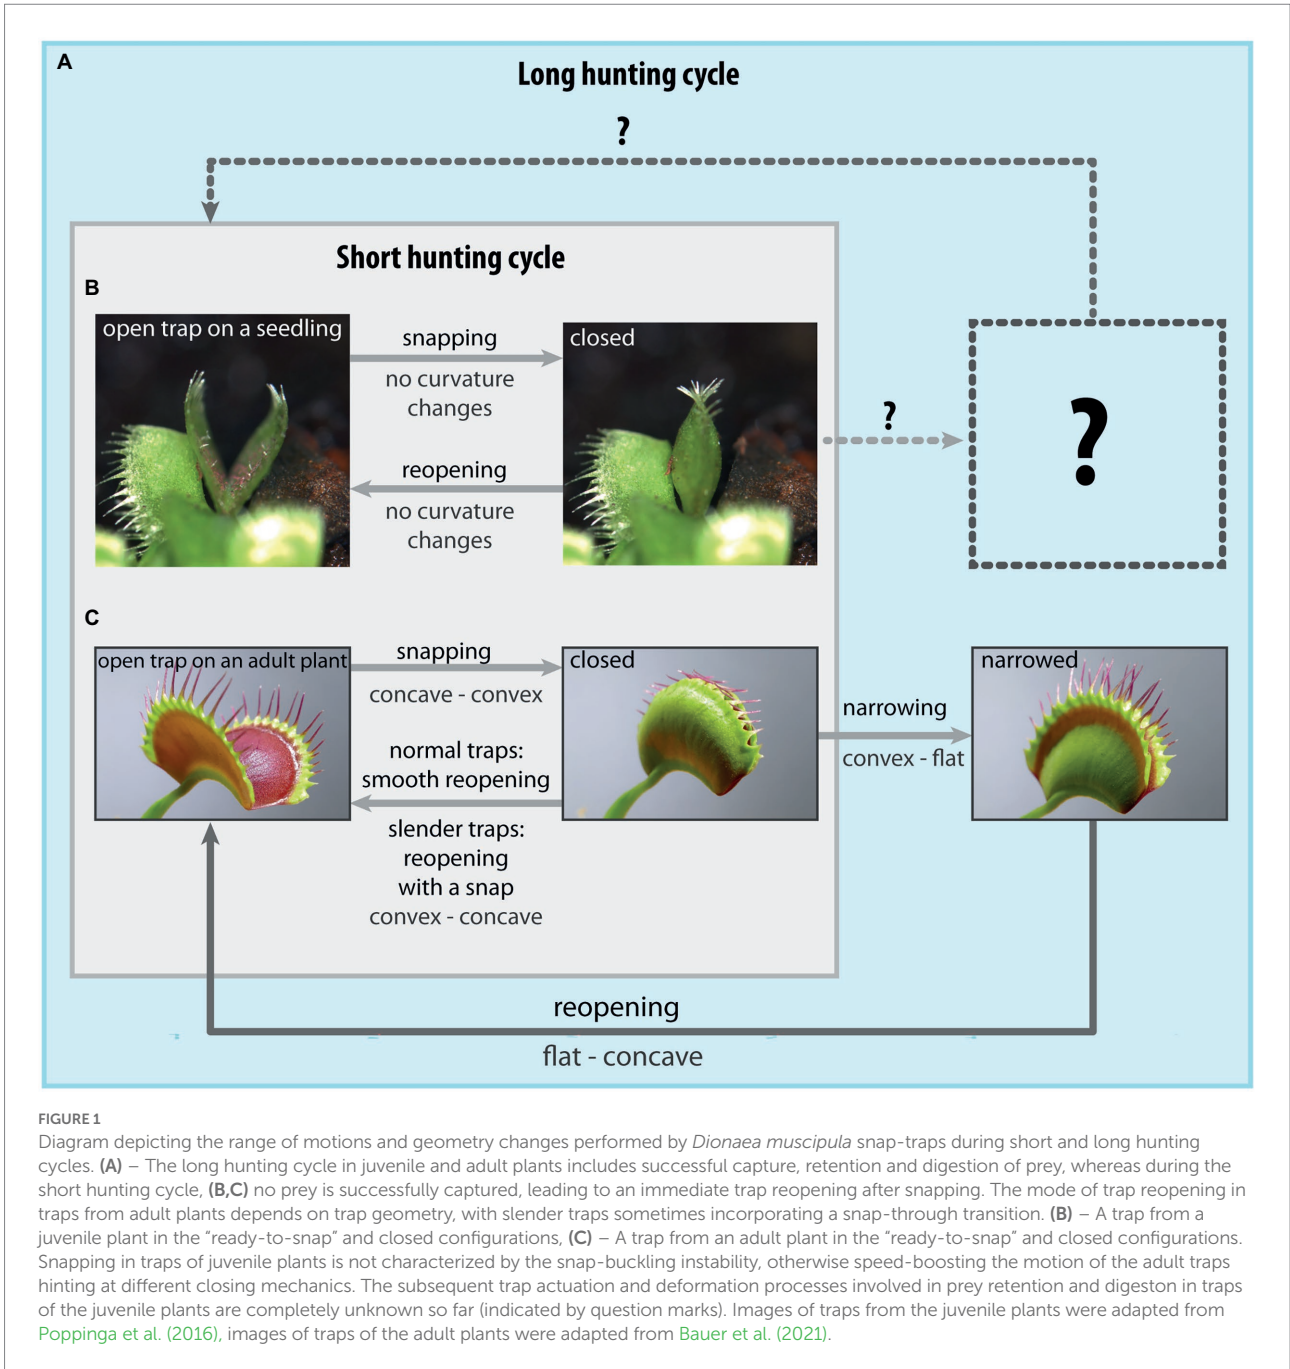 A
Long hunting cycle
?
Short hunting cycle
B
open trap on a seedling
snapping
no curvature
changes
reopening
no curvature
changes
closed
?
?
C
open trap on an adult plant
snapping
concave - convex
normal traps:
smooth reopening
slender traps:
reopening
with a snap
convex - concave
closed
narrowing
convex - flat
narrowed
reopening
flat - concave
FIGURE 1
Diagram depicting the range of motions and geometry changes performed by Dionaea muscipula snap-traps during short and long hunting
cycles. (A) – The long hunting cycle in juvenile and adult plants includes successful capture, retention and digestion of prey, whereas during the
short hunting cycle, (B,C) no prey is successfully captured, leading to an immediate trap reopening after snapping. The mode of trap reopening in
traps from adult plants depends on trap geometry, with slender traps sometimes incorporating a snap-through transition. (B) – A trap from a
juvenile plant in the “ready-to-snap” and closed configurations, (C) – A trap from an adult plant in the “ready-to-snap” and closed configurations.
Snapping in traps of juvenile plants is not characterized by the snap-buckling instability, otherwise speed-boosting the motion of the adult traps
hinting at different closing mechanics. The subsequent trap actuation and deformation processes involved in prey retention and digeston in traps
of the juvenile plants are completely unknown so far (indicated by question marks). Images of traps from the juvenile plants were adapted from
Poppinga et al. (2016), images of traps of the adult plants were adapted from Bauer et al. (2021).